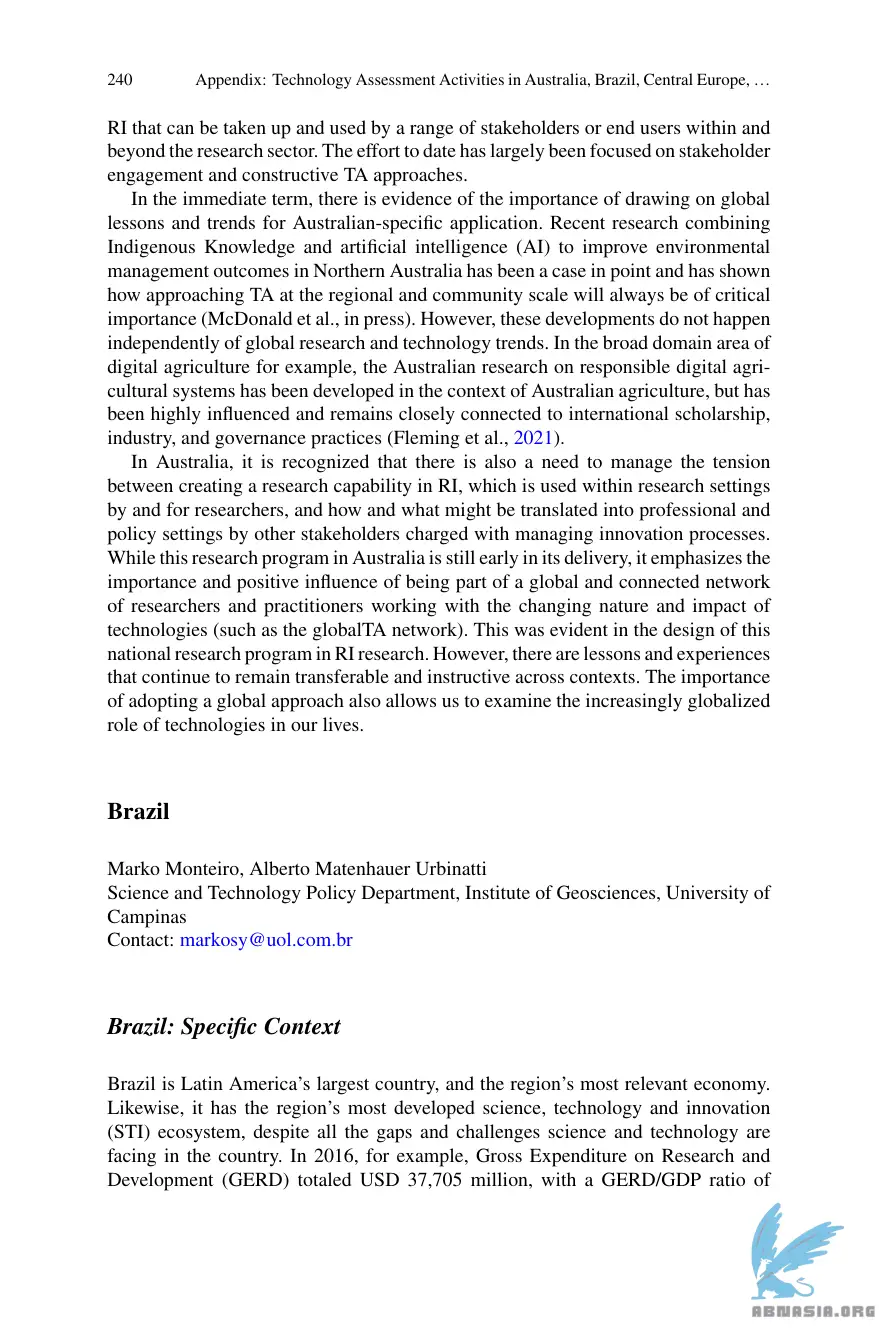 240 Appendix: Technology Assessment Activities in Australia, Brazil, Central Europe, …
RI that can be taken up and used by a range of stakeholders or end users within and
beyond the research sector. The effort to date has largely been focused on stakeholder
engagement and constructive TA approaches.
In the immediate term, there is evidence of the importance of drawing on global
lessons and trends for Australian-specific application. Recent research combining
Indigenous Knowledge and artificial intelligence (AI) to improve environmental
management outcomes in Northern Australia has been a case in point and has shown
how approaching TA at the regional and community scale will always be of critical
importance (McDonald et al., in press). However, these developments do not happen
independently of global research and technology trends. In the broad domain area of
digital agriculture for example, the Australian research on responsible digital agri-
cultural systems has been developed in the context of Australian agriculture, but has
been highly influenced and remains closely connected to international scholarship,
industry, and governance practices (Fleming et al., 2021).
In Australia, it is recognized that there is also a need to manage the tension
between creating a research capability in RI, which is used within research settings
by and for researchers, and how and what might be translated into professional and
policy settings by other stakeholders charged with managing innovation processes.
While this research program in Australia is still early in its delivery, it emphasizes the
importance and positive influence of being part of a global and connected network
of researchers and practitioners working with the changing nature and impact of
technologies (such as the globalTA network). This was evident in the design of this
national research program in RI research. However, there are lessons and experiences
that continue to remain transferable and instructive across contexts. The importance
of adopting a global approach also allows us to examine the increasingly globalized
role of technologies in our lives.
Brazil
Marko Monteiro, Alberto Matenhauer Urbinatti
Science and Technology Policy Department, Institute of Geosciences, University of
Campinas
Contact: markosy@uol.com.br
Brazil: Specific Context
Brazil is Latin America's largest country, and the region's most relevant economy.
Likewise, it has the region's most developed science, technology and innovation
(STI) ecosystem, despite all the gaps and challenges science and technology are
facing in the country. In 2016, for example, Gross Expenditure on Research and
Development (GERD) totaled USD 37,705 million, with a GERD/GDP ratio of
ABNASIA.ORG